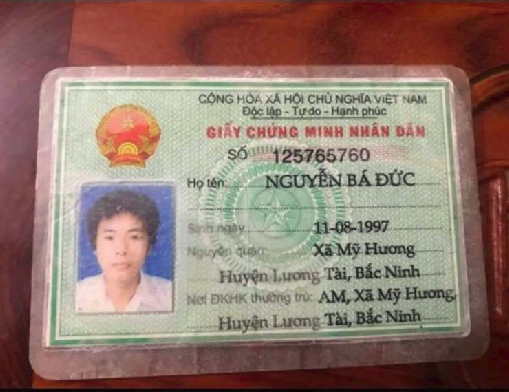 CỘNG HÒA XÃ HỘI CHỦ NGHĨA VIỆT NAM
Độc lập - Tự do - Hạnh phúc
GIẤY CHỨNG MINH NHÂN DÂN
SỐ 125765760
Họ tên: NGUYỄN BÁ ĐỨC
Sinh ngày 11-08-1997
Nguyên quán: Xã Mỹ Hương
Huyện Lương Tài, Bắc Ninh
Nơi ĐKHK thường trú: AM, Xã Mỹ Hương,
Huyện Lương Tài, Bắc Ninh